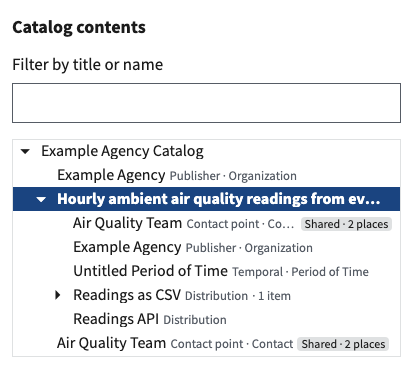 Catalog contents
Filter by title or name
Example Agency Catalog
Example Agency Publisher · Organization
Hourly ambient air quality readings from ev...
Air Quality Team Contact point · Co... Shared · 2 places
Example Agency Publisher · Organization
Untitled Period of Time Temporal · Period of Time
Readings as CSV Distribution · 1 item
Readings API Distribution
Air Quality Team Contact point · Contact Shared · 2 places